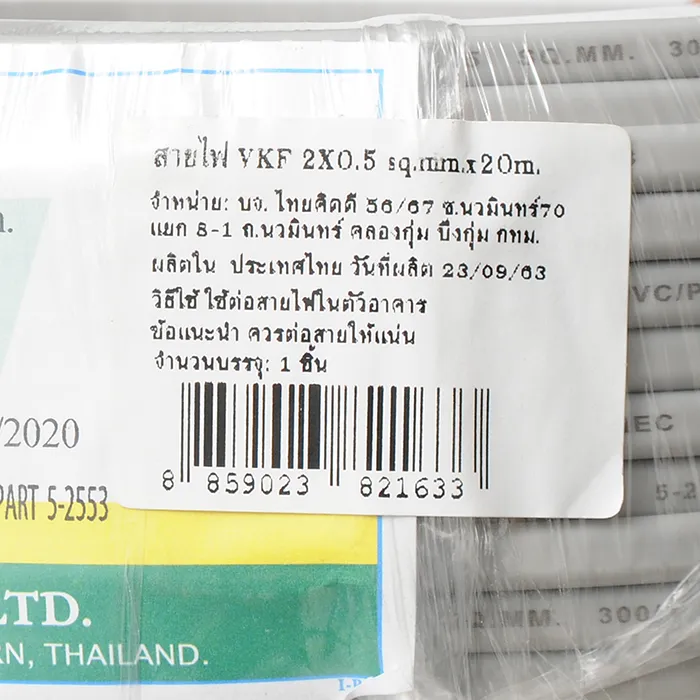 สายไฟ VKF 2X0.5 sq.mm.x20m.
จำหน่าย: บจ. ไทยคิตตี 56/67 ซ.นวมินทร์70
แยก 8-1 ถ.นวมินทร์ คลองกุ่ม บึงกุ่ม กทม.
ผลิตใน ประเทศไทย วันที่ผลิต 23/09/63
วิธีใช้ ใช้ต่อสายไฟในตัวอาคาร
ข้อแนะนำ ควรต่อสายให้แน่น
จำนวนบรรจุ: 1 ชิ้น
8 859023 821633
/2020
PART 5-2553
LTD.
RN, THAILAND.
SQ.MM. 30
VC/P
IEC
5-2
MM. 300/